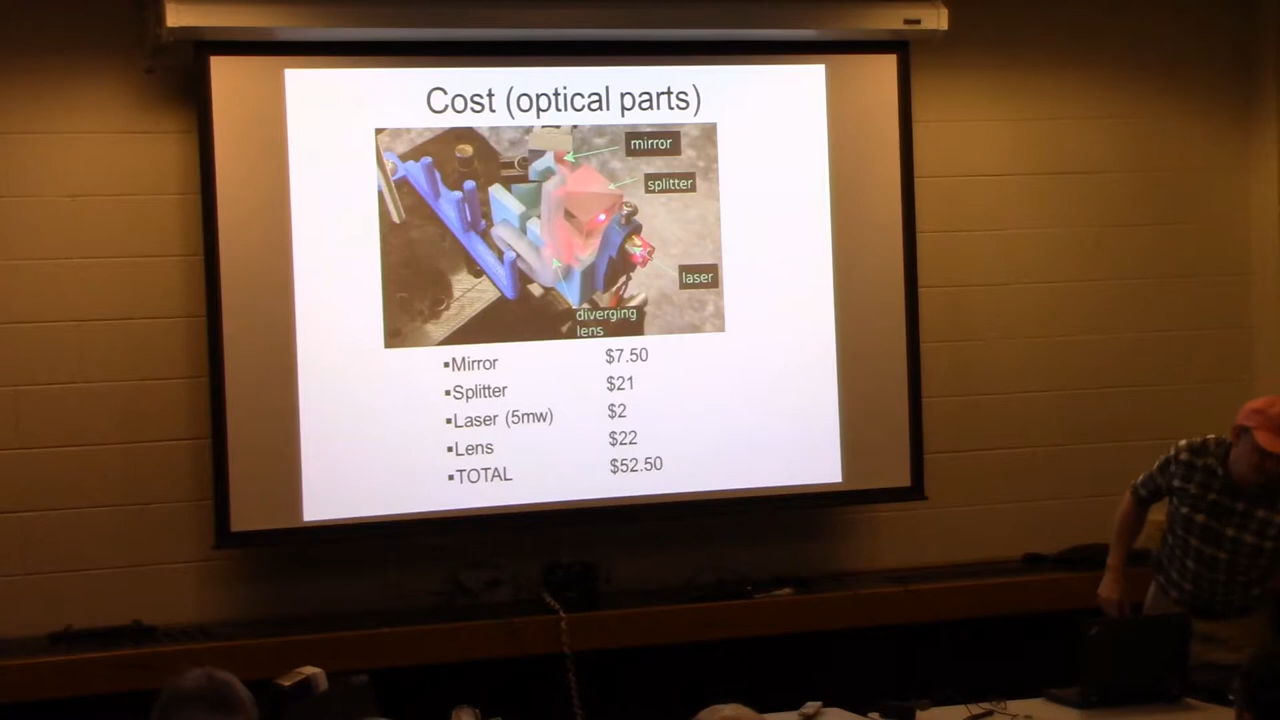 Cost (optical parts)
mirror
splitter
laser
diverging
lens
▪Mirror $7.50
▪Splitter $21
▪Laser (5mw) $2
▪Lens $22
▪TOTAL $52.50